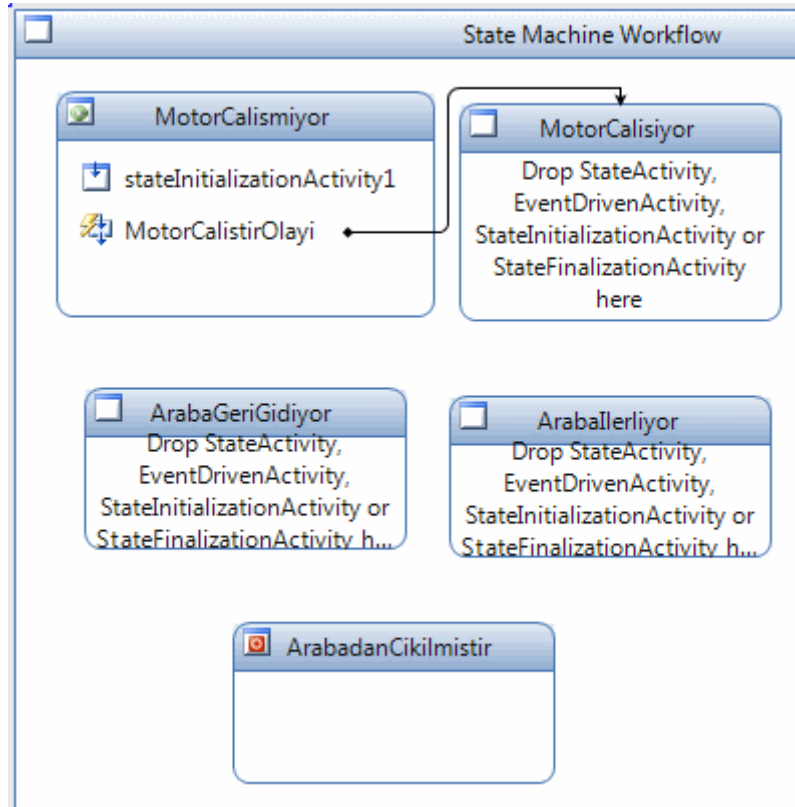 State Machine Workflow
MotorCalismiyor
stateInitializationActivity1
MotorCalistirOlayi
MotorCalisiyor
Drop StateActivity,
EventDrivenActivity,
StateInitializationActivity or
StateFinalizationActivity
here
ArabaGeriGidiyor
Drop StateActivity,
EventDrivenActivity,
StateInitializationActivity or
StateFinalizationActivity h...
ArabaIlerliyor
Drop StateActivity,
EventDrivenActivity,
StateInitializationActivity or
StateFinalizationActivity h...
ArabadanCikilmistir